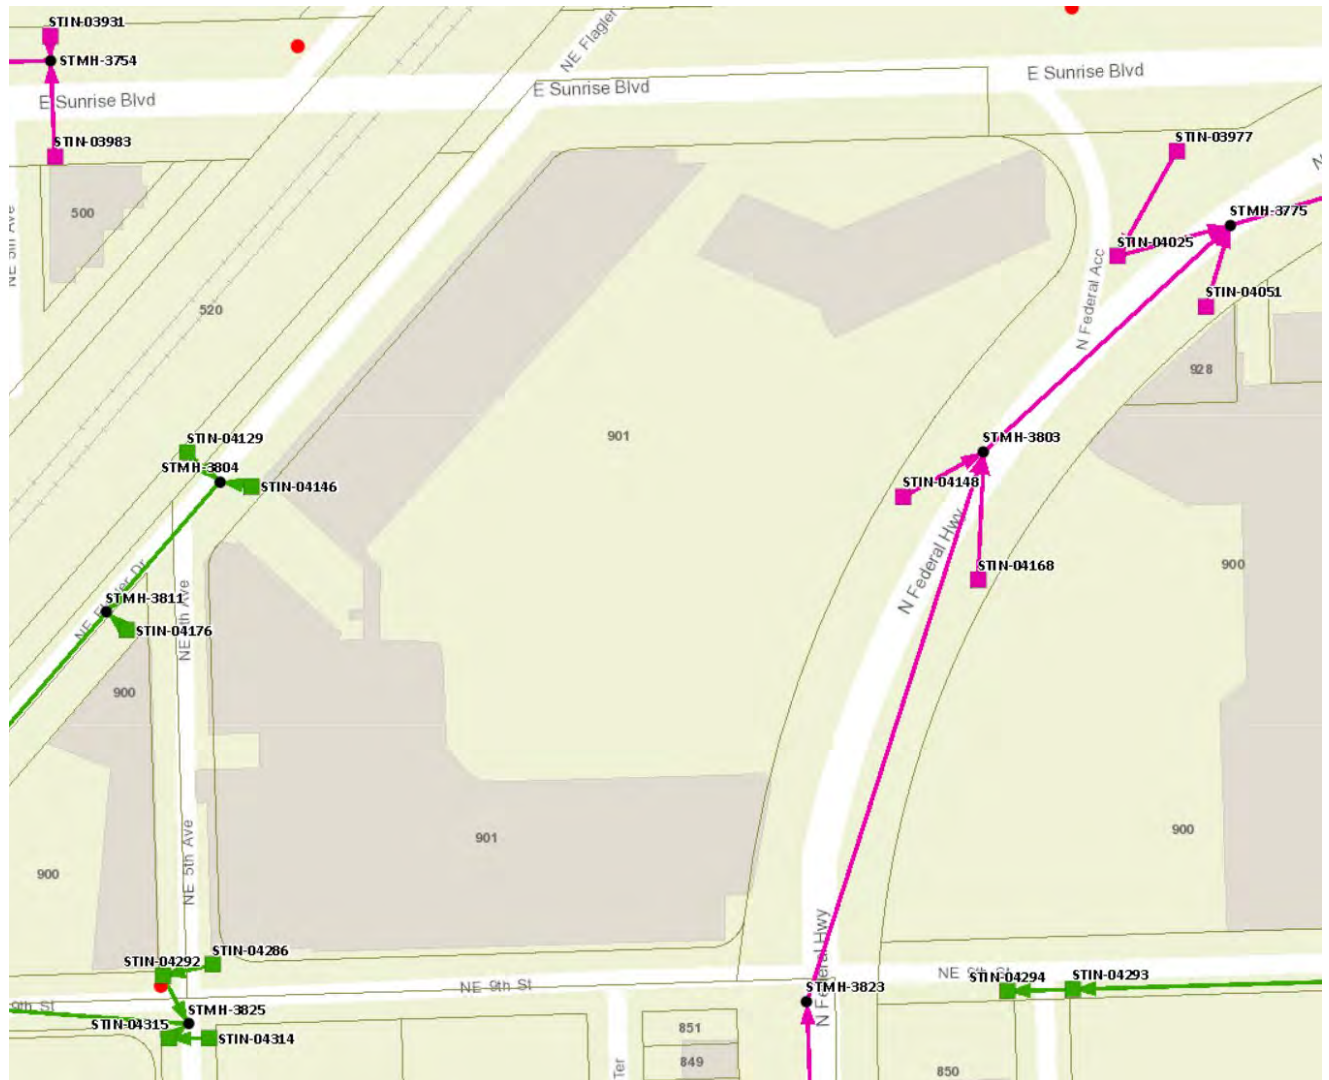 STIN-03931
NE Flagler
STMH-3754
E Sunrise Blvd
E Sunrise Blvd
E Sunrise Blvd
STIN-03983
STIN-03977
500
STMH-3775
STIN-04025
N Federal Acc
STIN-04051
520
928
901
STIN-04129
STMH-3803
STMH-3804
STIN-04146
STIN-04148
N Federal Hwy
STIN-04168
900
STMH-3811
STIN-04176
900
901
900
NE 5th Ave
900
STIN-04286
STIN-04292
NE 9th St
STIN-04294
STIN-04293
STMH-3823
N Federal Hwy
9th St
STMH-3825
STIN-04315
STIN-04314
851
849
Ter
850